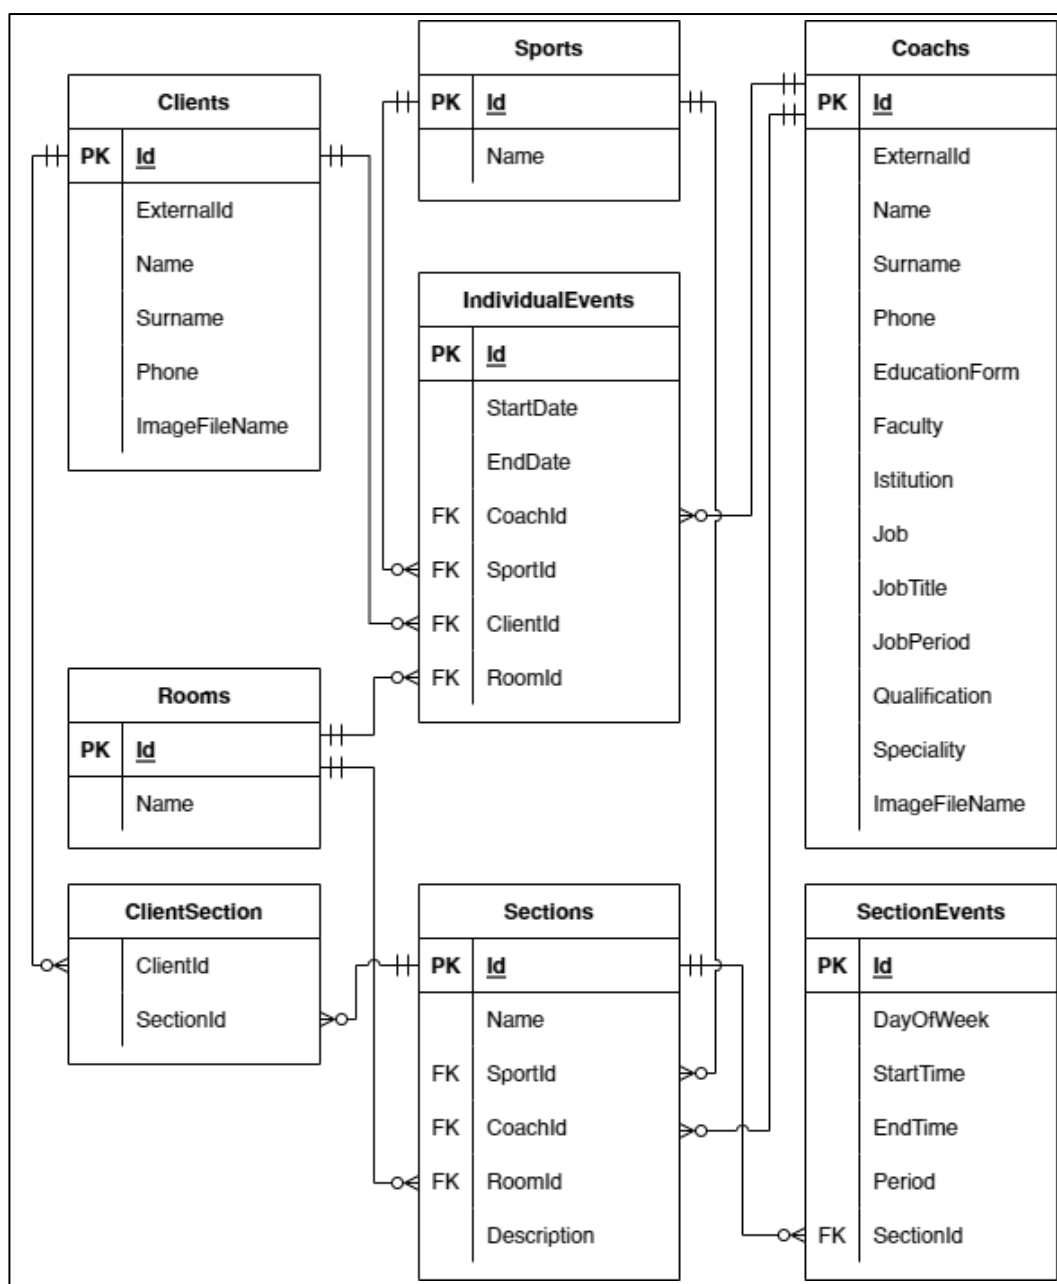 Clients
PK Id
ExternalId
Name
Surname
Phone
ImageFileName
Sports
PK Id
Name
Coachs
PK Id
ExternalId
Name
Surname
Phone
EducationForm
Faculty
Istitution
Job
JobTitle
JobPeriod
Qualification
Speciality
ImageFileName
IndividualEvents
PK Id
StartDate
EndDate
FK CoachId
FK SportId
FK ClientId
FK RoomId
Rooms
PK Id
Name
ClientSection
ClientId
SectionId
Sections
PK Id
Name
FK SportId
FK CoachId
FK RoomId
Description
SectionEvents
PK Id
DayOfWeek
StartTime
EndTime
Period
FK SectionId